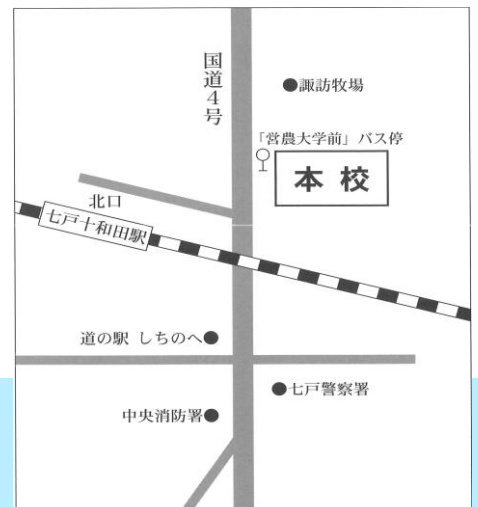 国道4号
●諏訪牧場
「営農大学前」バス停
本校
北口
七戸十和田駅
道の駅 しちのへ●
●七戸警察署
中央消防署●